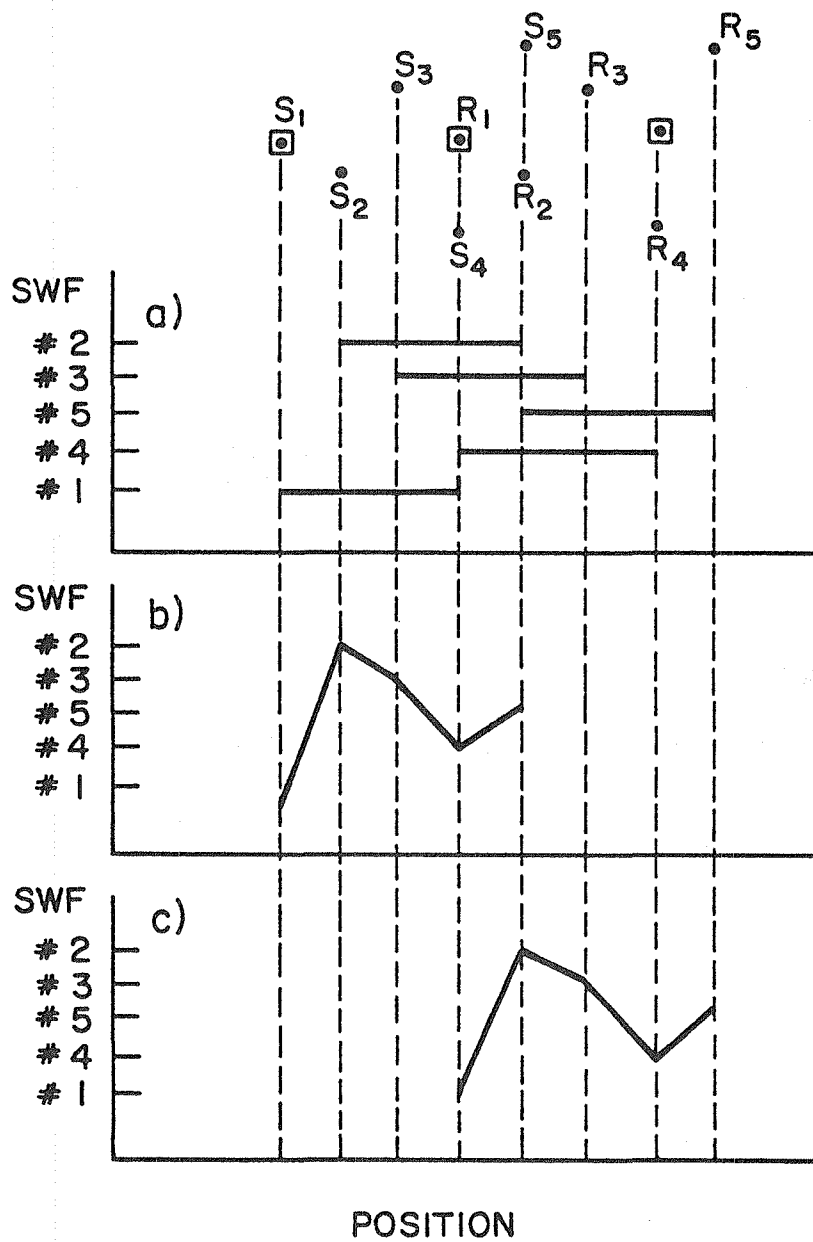 S5 R5
S3 R3
S1 R1
S2 R2
S4 R4
SWF
a)
# 2
# 3
# 5
# 4
# 1
SWF
b)
# 2
# 3
# 5
# 4
# 1
SWF
c)
# 2
# 3
# 5
# 4
# 1
POSITION